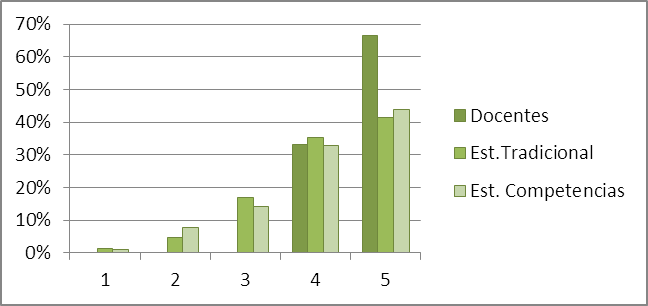 70%
60%
50%
40%
30%
20%
10%
0%
1 2 3 4 5
Docentes
Est.Tradicional
Est. Competencias